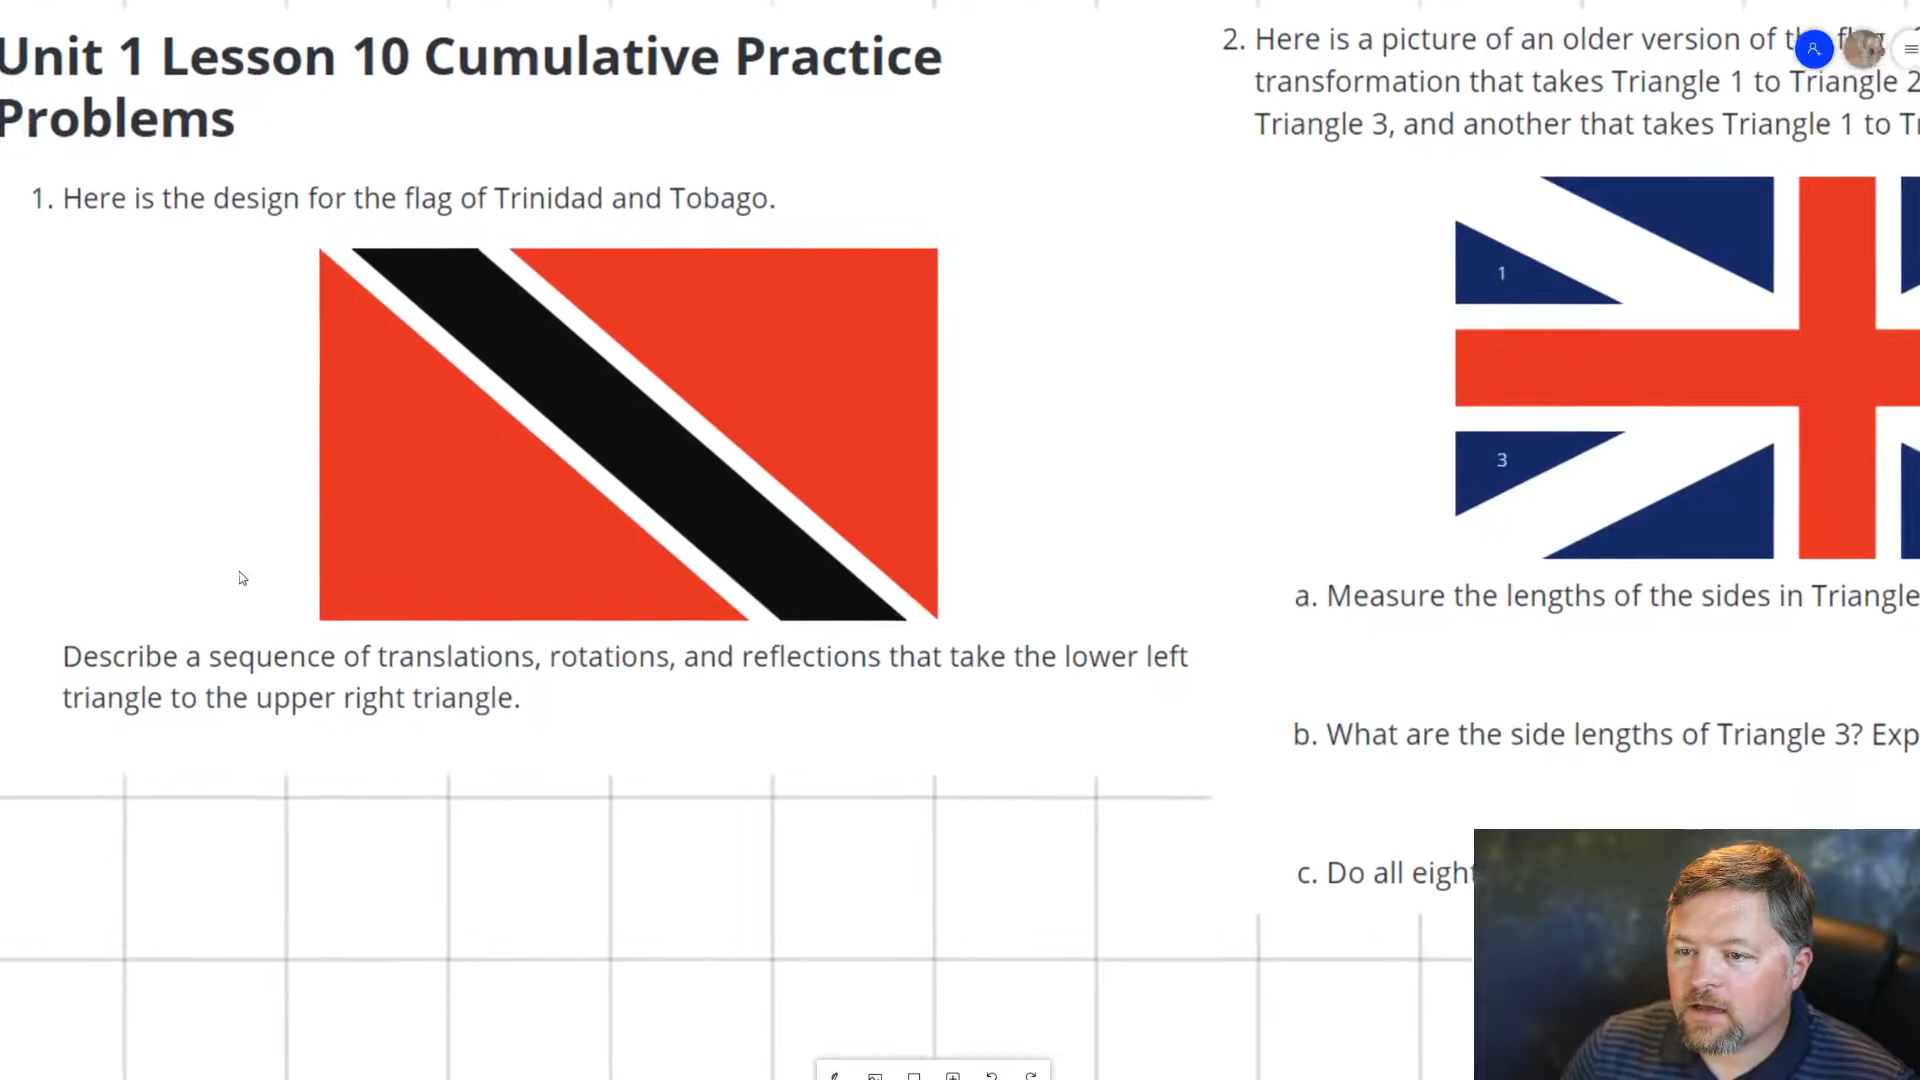 Unit 1 Lesson 10 Cumulative Practice
Problems
1. Here is the design for the flag of Trinidad and Tobago.
Describe a sequence of translations, rotations, and reflections that take the lower left
triangle to the upper right triangle.
2. Here is a picture of an older version of
transformation that takes Triangle 1 to Triangle 2
Triangle 3, and another that takes Triangle 1 to Tr
1
3
a. Measure the lengths of the sides in Triangle
b. What are the side lengths of Triangle 3? Exp
c. Do all eight